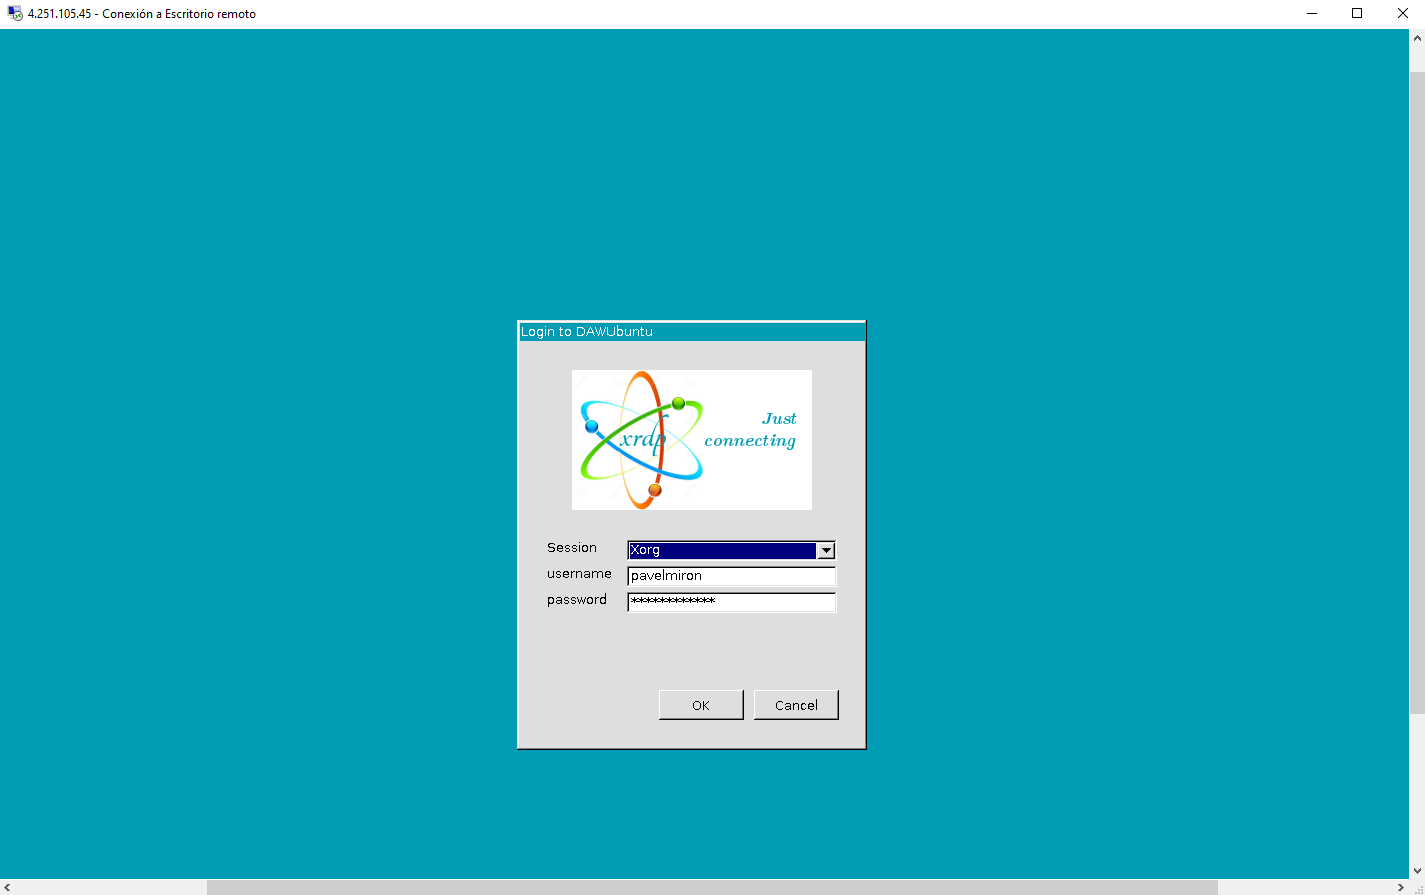 4.251.105.45 - Conexión a Escritorio remoto
Login to DAWUbuntu
xrdp
Just
connecting
Session
Xorg
username
pavelmiron
password
************
OK
Cancel